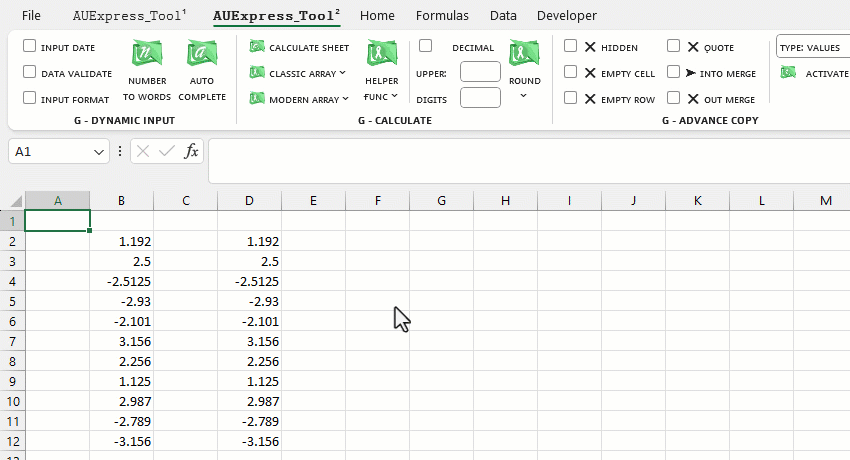 File AUExpress_Tool¹ AUExpress_Tool² Home Formulas Data Developer
INPUT DATE
DATA VALIDATE
INPUT FORMAT
NUMBER
TO WORDS
AUTO
COMPLETE
G - DYNAMIC INPUT
CALCULATE SHEET
CLASSIC ARRAY
MODERN ARRAY
HELPER
FUNC
DECIMAL
UPPER:
DIGITS
ROUND
G - CALCULATE
HIDDEN
EMPTY CELL
EMPTY ROW
QUOTE
INTO MERGE
OUT MERGE
G - ADVANCE COPY
TYPE: VALUES
ACTIVATE
A1 fx
A B C D E F G H I J K L M
1
2 1.192 1.192
3 2.5 2.5
4 -2.5125 -2.5125
5 -2.93 -2.93
6 -2.101 -2.101
7 3.156 3.156
8 2.256 2.256
9 1.125 1.125
10 2.987 2.987
11 -2.789 -2.789
12 -3.156 -3.156